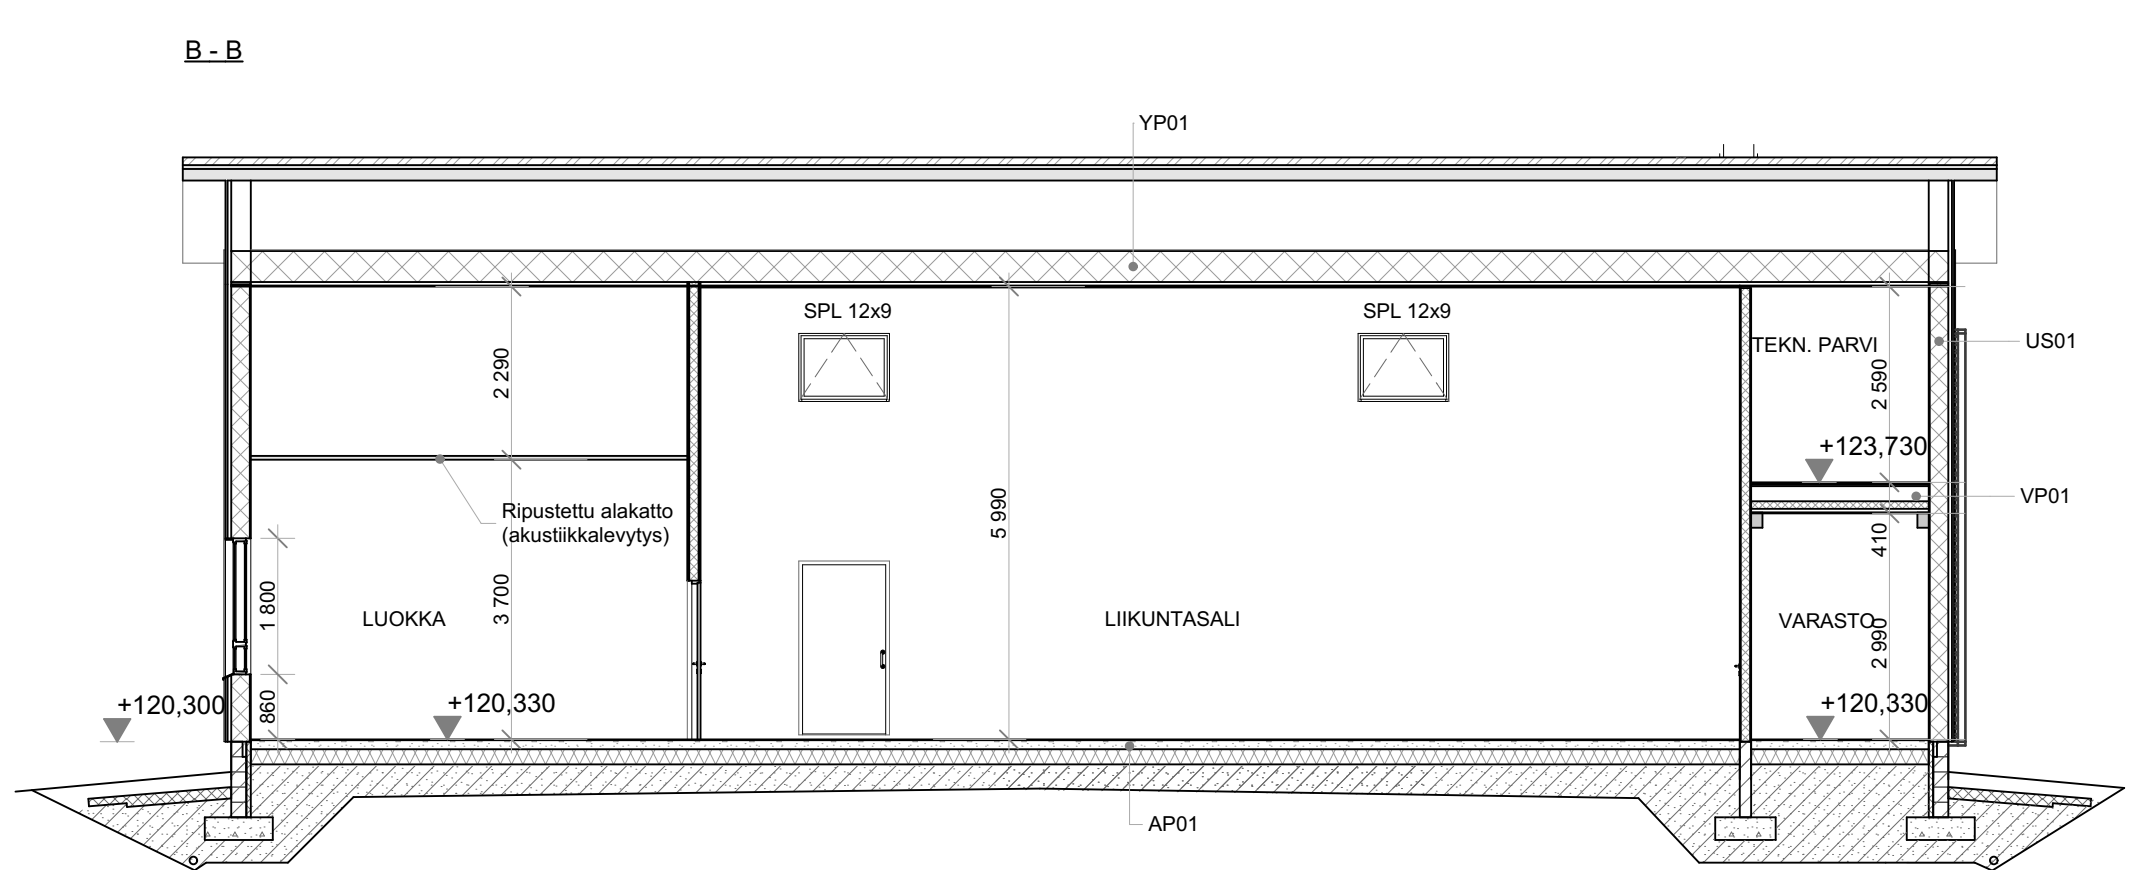 B - B
YP01
SPL 12x9
SPL 12x9
TEKN. PARVI
US01
2 290
2 590
+123,730
VP01
Ripustettu alakatto
(akustiikkalevytys)
5 990
410
1 800
3 700
LUOKKA
LIIKUNTASALI
VARASTO
2 990
+120,300
860
+120,330
+120,330
AP01